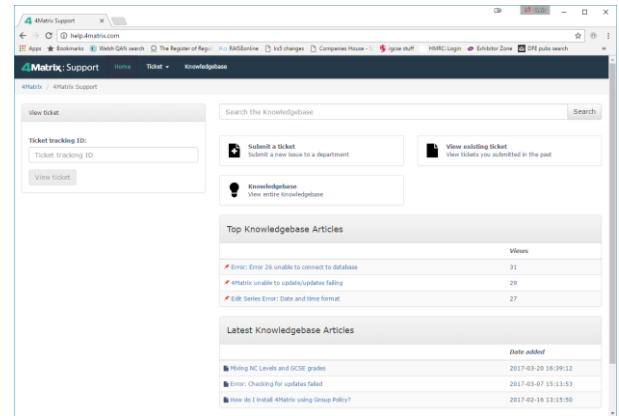 4Matrix Support
help.4matrix.com
Apps Bookmarks Welsh QAN search The Register of Regul RAISEonline ks5 changes Companies House - S igcse stuff HMRC: Login Exhibitor Zone DFE pubs search
4Matrix: Support Home Ticket Knowledgebase
4Matrix / 4Matrix Support
View ticket
Ticket tracking ID:
Ticket tracking ID
View ticket
Search the Knowledgebase Search
Submit a ticket
Submit a new issue to a department
View existing ticket
View tickets you submitted in the past
Knowledgebase
View entire Knowledgebase
Top Knowledgebase Articles
Views
Error: Error 26 unable to connect to database 31
4Matrix unable to update/updates failing 29
Edit Series Error: Date and time format 27
Latest Knowledgebase Articles
Date added
Mixing NC Levels and GCSE grades 2017-03-20 16:39:12
Error: Checking for updates failed 2017-03-07 15:13:53
How do I install 4Matrix using Group Policy? 2017-02-16 13:15:50